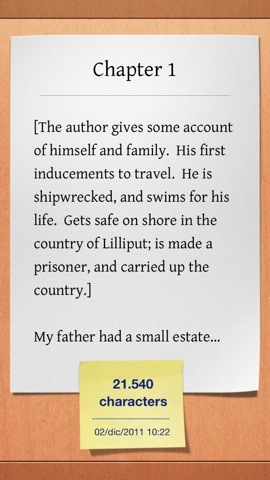 Chapter 1
[The author gives some account
of himself and family.  His first
inducements to travel.  He is
shipwrecked, and swims for his
life.  Gets safe on shore in the
country of Lilliput; is made a
prisoner, and carried up the
country.]
My father had a small estate...
21.540
characters
02/dic/2011 10:22